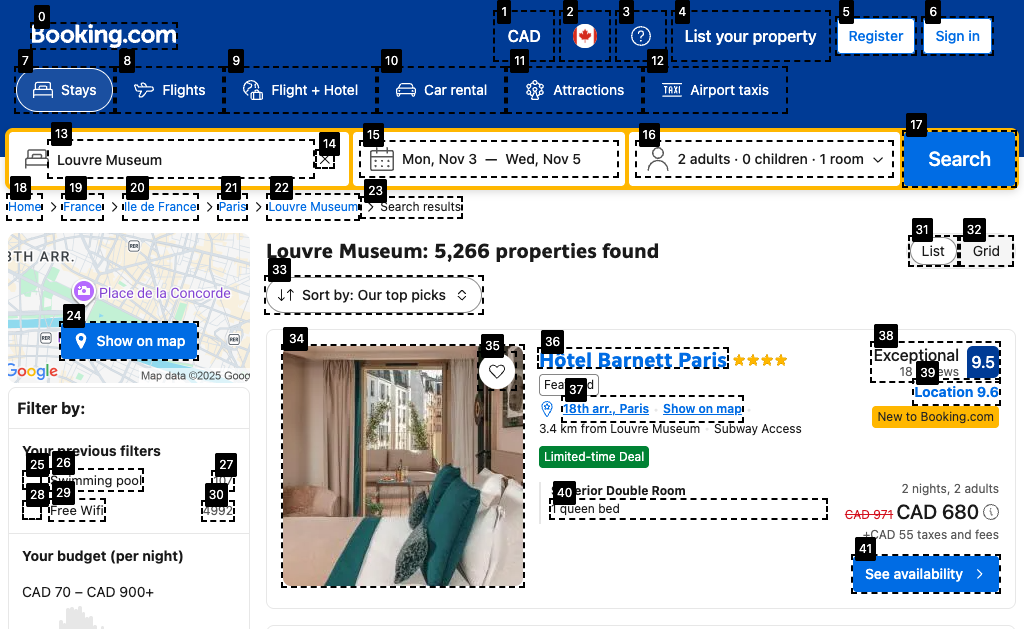 0
1
2
3
4
5
6
Booking.com
CAD
List your property
Register
Sign in
7
8
9
10
11
12
Stays
Flights
Flight + Hotel
Car rental
Attractions
TAXI Airport taxis
13
14
15
16
17
Louvre Museum
Mon, Nov 3 — Wed, Nov 5
2 adults · 0 children · 1 room
Search
18
19
20
21
22
23
Home
France
Ile de France
Paris
Louvre Museum
Search results
8TH ARR.
RER
Place de la Concorde
24
RER
Show on map
RER
Google
Map data ©2025 Goog
Filter by:
Your previous filters
25
26
27
Swimming pool
107
28
29
30
Free Wifi
4992
Your budget (per night)
CAD 70 – CAD 900+
Louvre Museum: 5,266 properties found
31
32
List
Grid
33
Sort by: Our top picks
34
35
36
Hôtel Barnett Paris
37
18th arr., Paris · Show on map
3.4 km from Louvre Museum · Subway Access
Limited-time Deal
Superior Double Room
40
1 queen bed
38
Exceptional
9.5
39
Location 9.6
New to Booking.com
2 nights, 2 adults
CAD 971 CAD 680
+CAD 55 taxes and fees
41
See availability